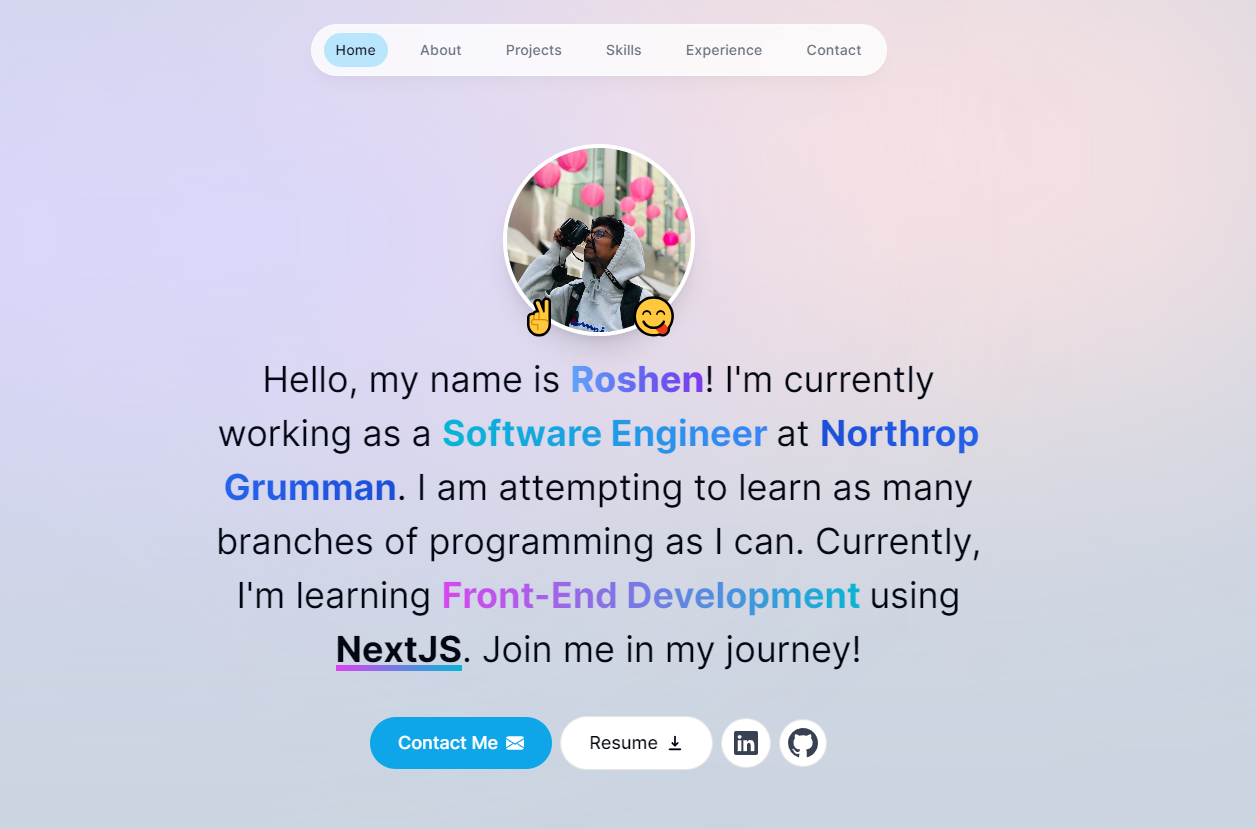 Home About Projects Skills Experience Contact
Hello, my name is Roshen! I'm currently
working as a Software Engineer at Northrop
Grumman. I am attempting to learn as many
branches of programming as I can. Currently,
I'm learning Front-End Development using
NextJS. Join me in my journey!
Contact Me Resume in